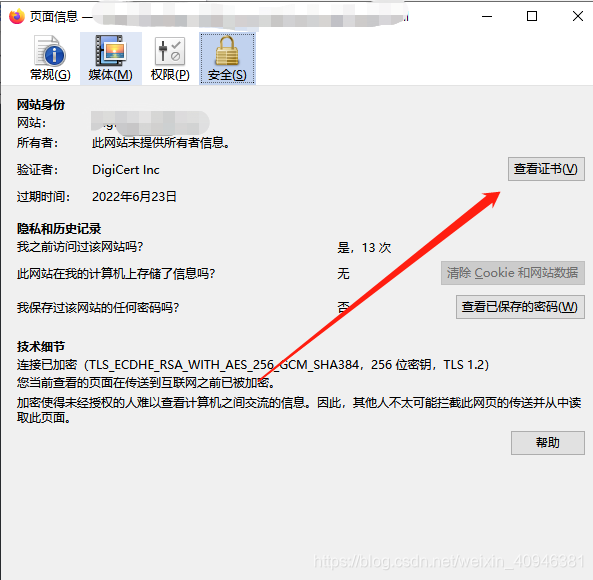 页面信息 —
常规(G) 媒体(M) 权限(P) 安全(S)
网站身份
网站：
所有者： 此网站未提供所有者信息。
验证者： DigiCert Inc 查看证书(V)
过期时间： 2022年6月23日
隐私和历史记录
我之前访问过该网站吗？ 是，13 次
此网站在我的计算机上存储了信息吗？ 无 清除 Cookie 和网站数据
我保存过该网站的任何密码吗？ 否 查看已保存的密码(W)
技术细节
连接已加密（TLS_ECDHE_RSA_WITH_AES_256_GCM_SHA384，256 位密钥，TLS 1.2）
您当前查看的页面在传送到互联网之前已被加密。
加密使得未经授权的人难以查看计算机之间交流的信息。因此，其他人不太可能拦截此网页的传送并从中读
取此页面。
帮助
https://blog.csdn.net/weixin_40946381